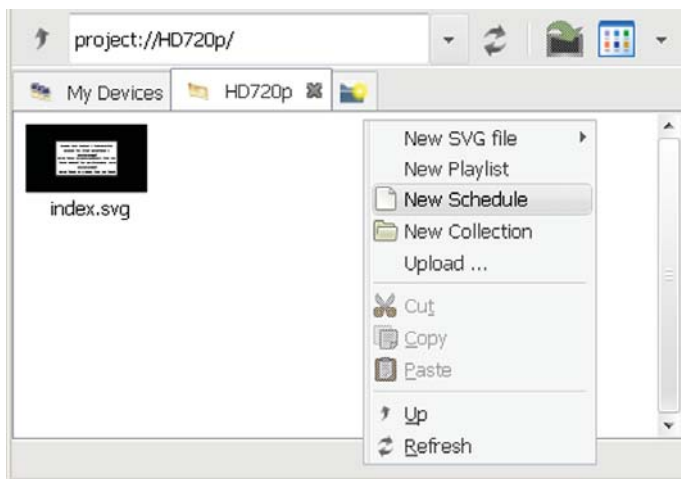 project://HD720p/
My Devices
HD720p
index.svg
New SVG file
New Playlist
New Schedule
New Collection
Upload ...
Cut
Copy
Paste
Up
Refresh